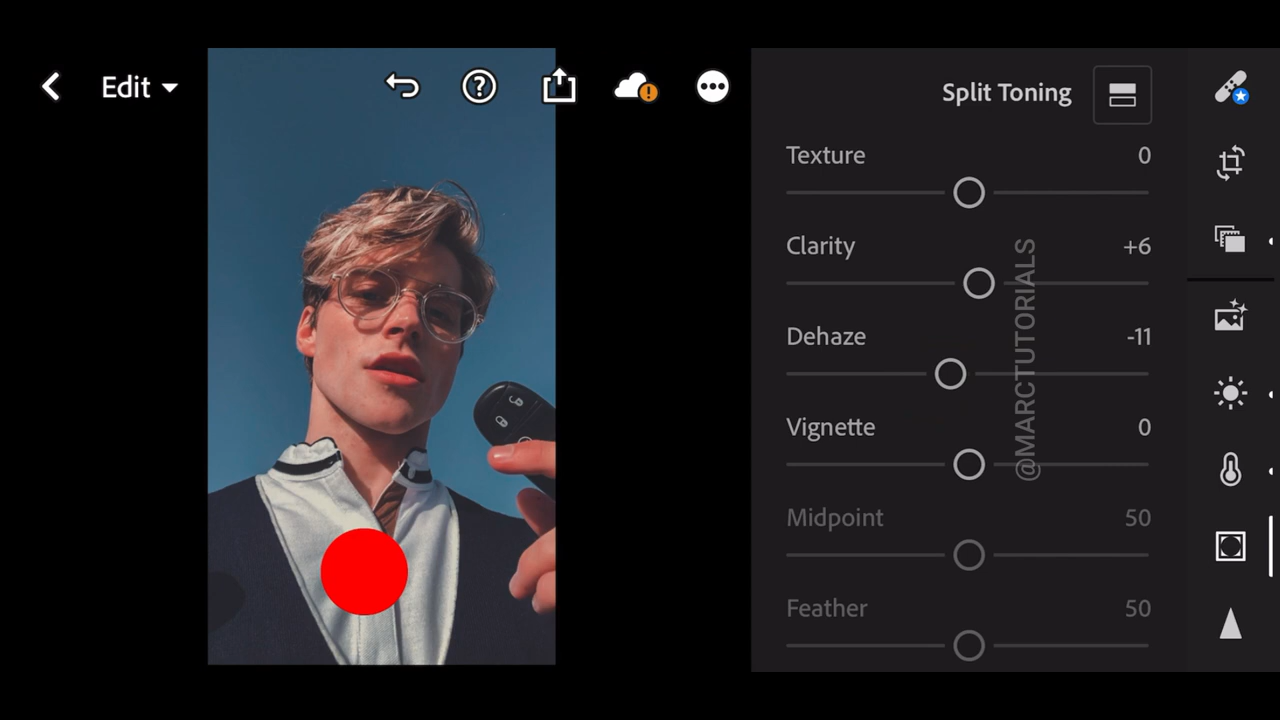 Edit
Split Toning
Texture 0
Clarity +6
Dehaze -11
Vignette 0
Midpoint 50
Feather 50
@MARCTUTORIALS